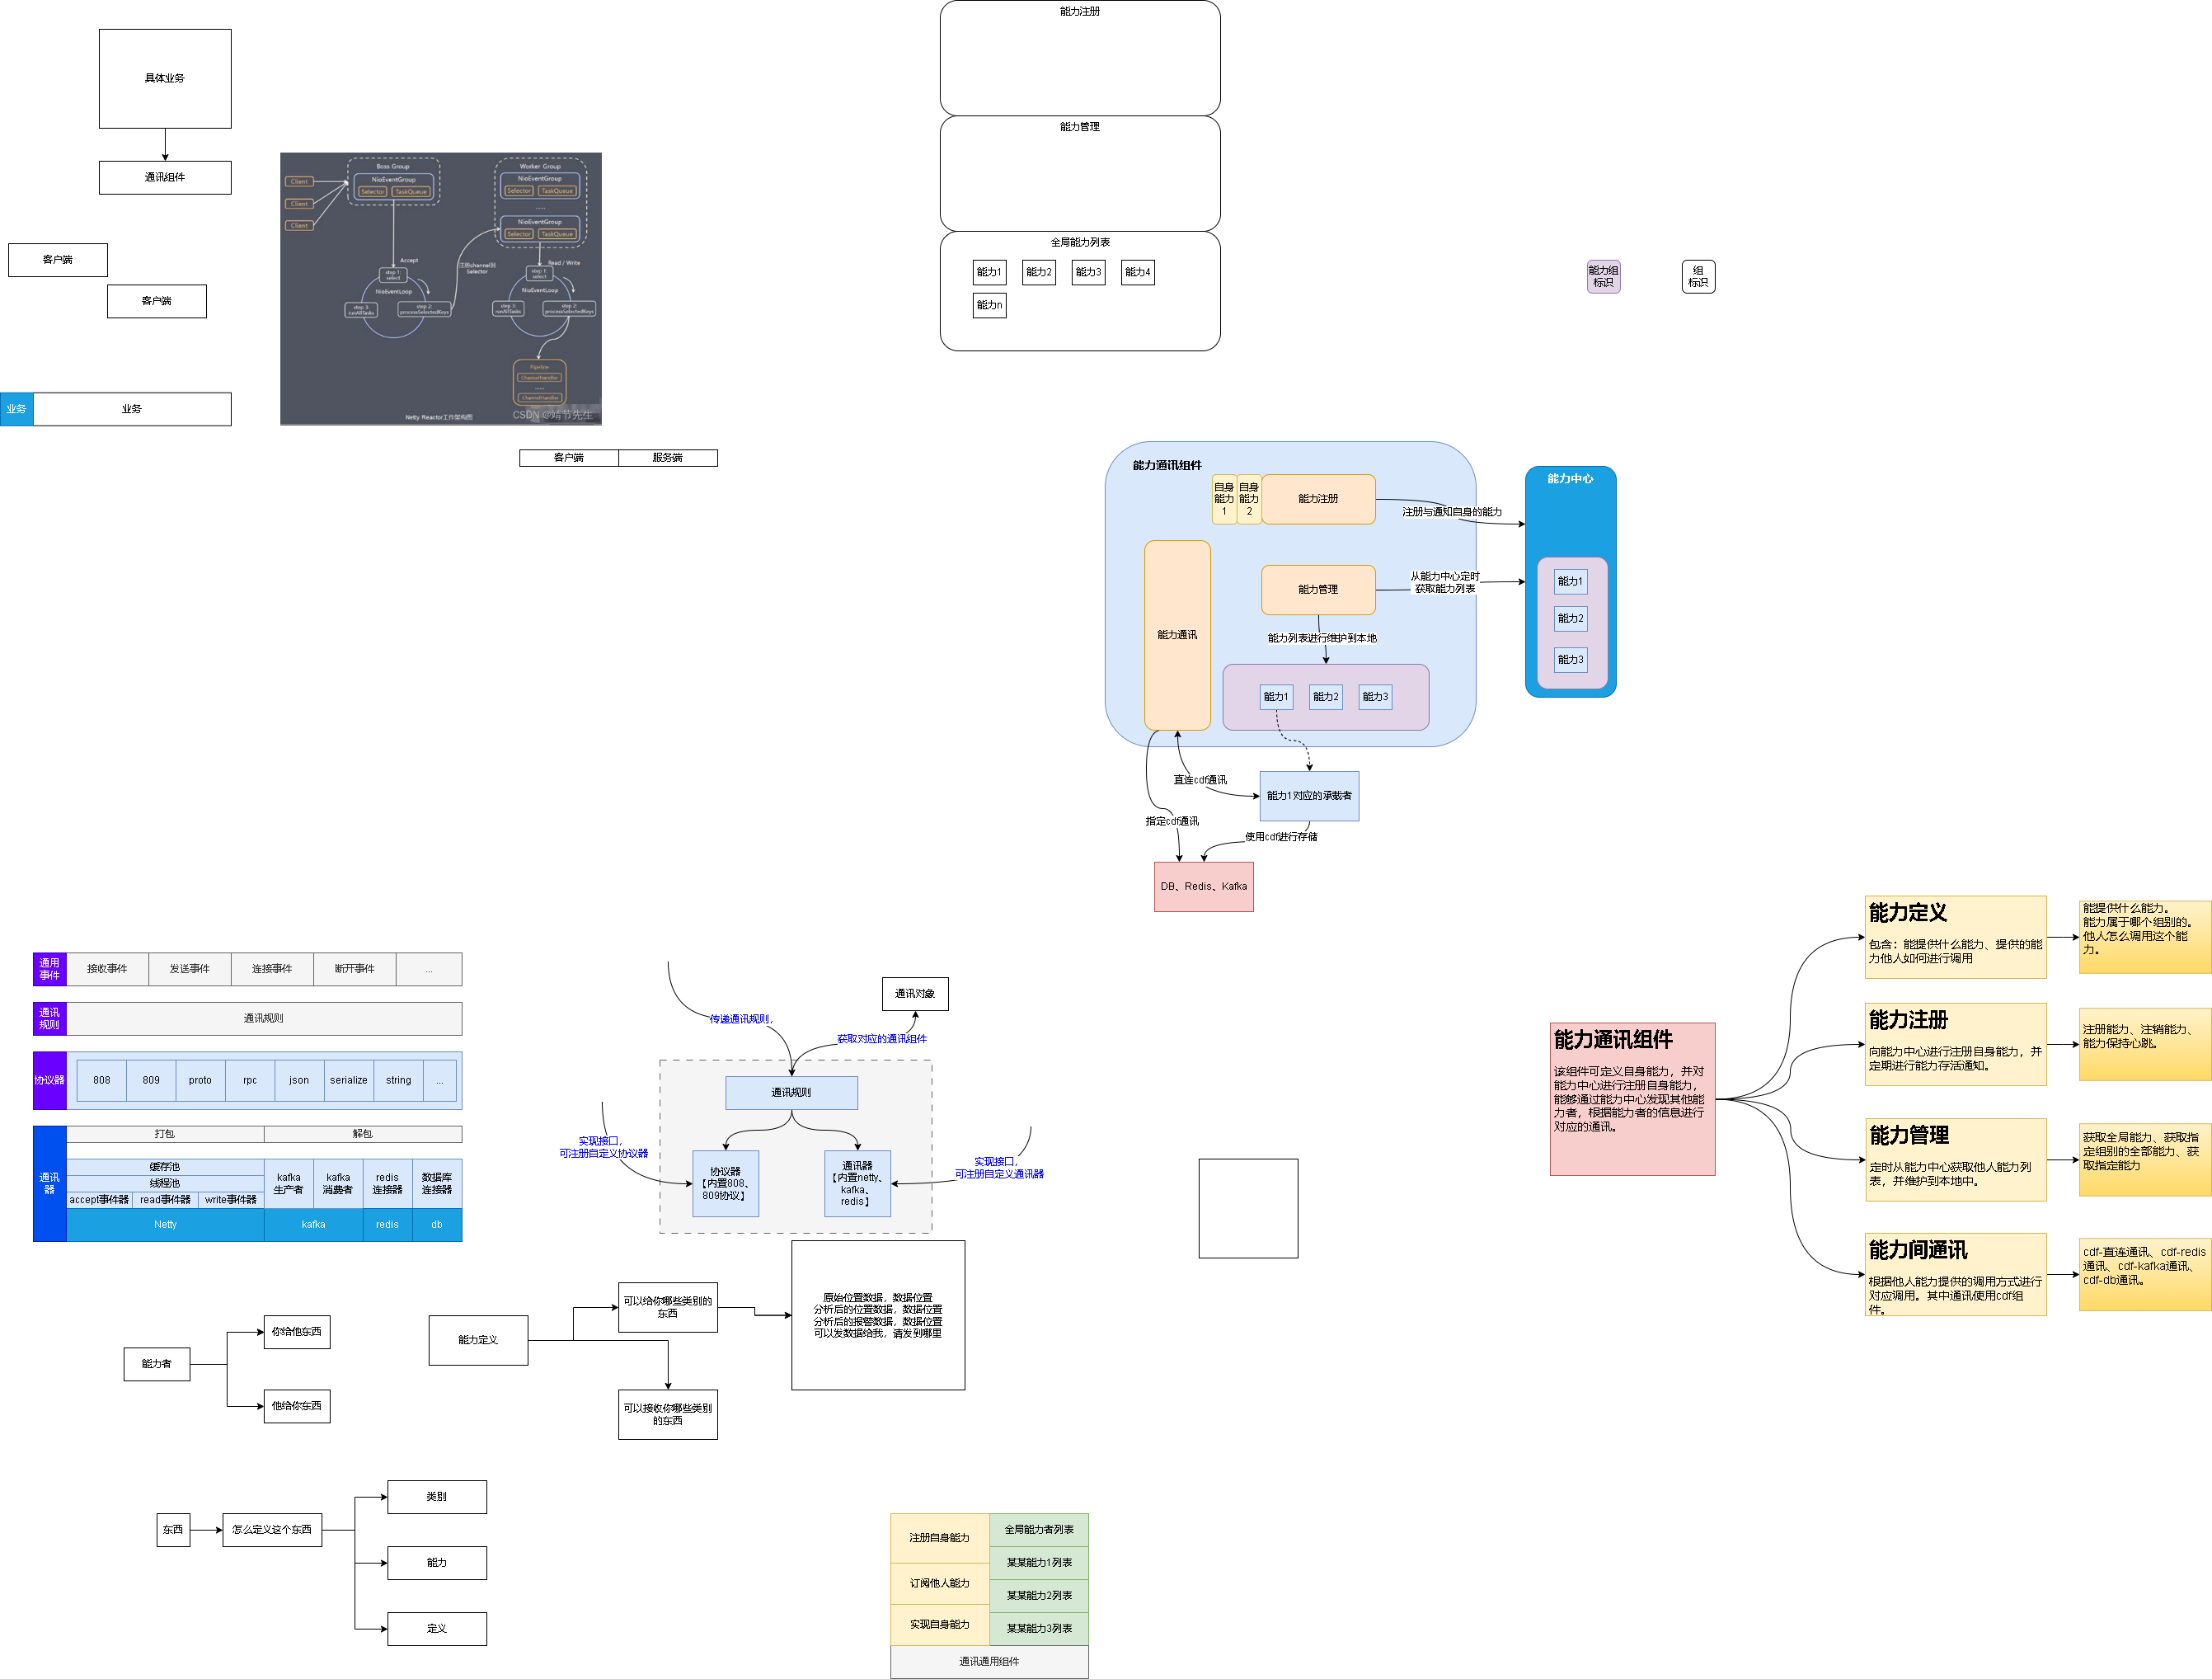 具体业务
通讯组件
客户端
客户端
业务
业务
Boss Group
NioEventGroup
Selector
TaskQueue
Client
Client
Client
Worker Group
NioEventGroup
Selector
TaskQueue
......
NioEventGroup
Selector
TaskQueue
Accept
注册channel到
Selector
Read / Write
step 1:
select
NioEventLoop
step 3:
runAllTasks
step 2:
processSelectedKeys
step 1:
select
NioEventLoop
step 3:
runAllTasks
step 2:
processSelectedKeys
Pipeline
ChannelHandler
......
ChannelHandler
Netty Reactor工作架构图
CSDN @靖节先生
客户端
服务端
能力注册
能力管理
全局能力列表
能力1
能力2
能力3
能力4
能力n
能力组
标识
组
标识
能力通讯组件
自身
能力
1
自身
能力
2
能力注册
注册与通知自身的能力
能力中心
能力通讯
能力管理
从能力中心定时
获取能力列表
能力列表进行维护到本地
能力1
能力2
能力3
能力1
能力2
能力3
直连cdf通讯
能力1对应的承载者
指定cdf通讯
使用cdf进行存储
DB、Redis、Kafka
通用
事件
接收事件
发送事件
连接事件
断开事件
...
通讯
规则
通讯规则
协议器
808
809
proto
rpc
json
serialize
string
...
通讯
器
打包
解包
缓存池
线程池
accept事件器
read事件器
write事件器
kafka
生产者
kafka
消费者
redis
连接器
数据库
连接器
Netty
kafka
redis
db
传递通讯规则，
通讯对象
获取对应的通讯组件
通讯规则
实现接口，
可注册自定义协议器
协议器
【内置808、
809协议】
通讯器
【内置netty、
kafka、
redis】
实现接口，
可注册自定义通讯器
能力通讯组件
该组件可定义自身能力，并对
能力中心进行注册自身能力，
能够通过能力中心发现其他能
力者，根据能力者的信息进行
对应的通讯。
能力定义
包含：能提供什么能力、提供的能
力他人如何进行调用
能提供什么能力。
能力属于哪个组别的。
他人怎么调用这个能
力。
能力注册
向能力中心进行注册自身能力，并
定期进行能力存活通知。
注册能力、注销能力、
能力保持心跳。
能力管理
定时从能力中心获取他人能力列
表，并维护到本地中。
获取全局能力、获取指
定组别的全部能力、获
取指定能力
能力间通讯
根据他人能力提供的调用方式进行
对应调用。其中通讯使用cdf组
件。
cdf-直连通讯、cdf-redis
通讯、cdf-kafka通讯、
cdf-db通讯。
能力者
你给他东西
他给你东西
能力定义
可以给你哪些类别的
东西
可以接收你哪些类别
的东西
原始位置数据，数据位置
分析后的位置数据，数据位置
分析后的报警数据，数据位置
可以发数据给我，请发到哪里
东西
怎么定义这个东西
类别
能力
定义
注册自身能力
订阅他人能力
实现自身能力
全局能力者列表
某某能力1列表
某某能力2列表
某某能力3列表
通讯通用组件